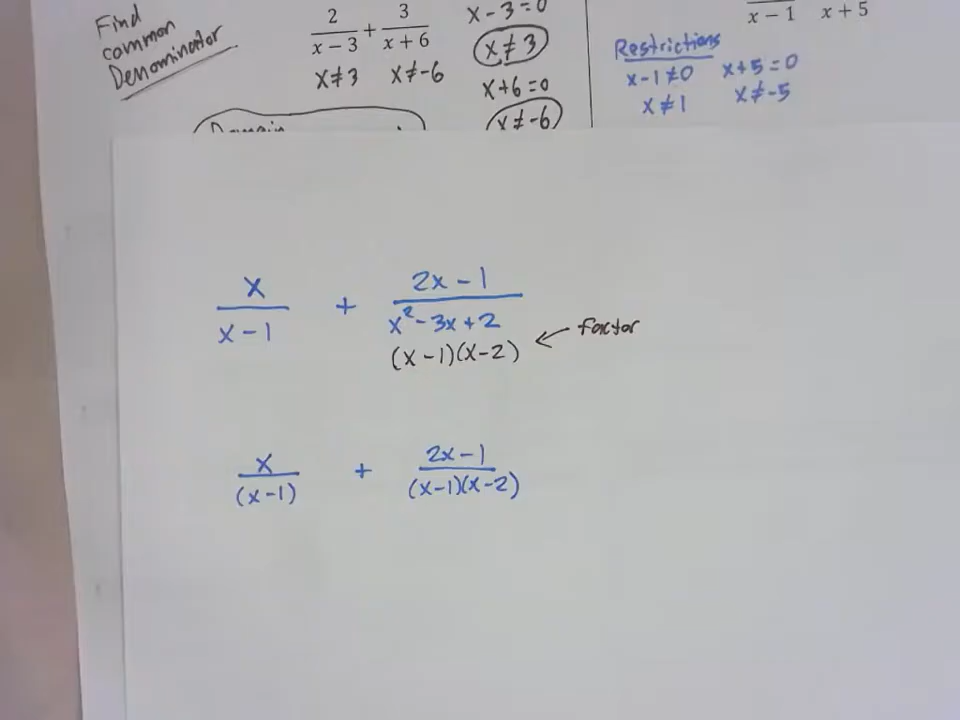 Find
common
Denominator
2/(x − 3) + 3/(x + 6)
x ≠ 3 x ≠ -6
x - 3 = 0
x ≠ 3
x + 6 = 0
x ≠ -6
Domain
x − 1 x + 5
Restrictions
x - 1 ≠ 0 x + 5 = 0
x ≠ 1 x ≠ -5
x/(x - 1) + (2x - 1)/(x² - 3x + 2)
(x - 1)(x - 2) ← factor
x/(x-1) + (2x - 1)/((x-1)(x-2))